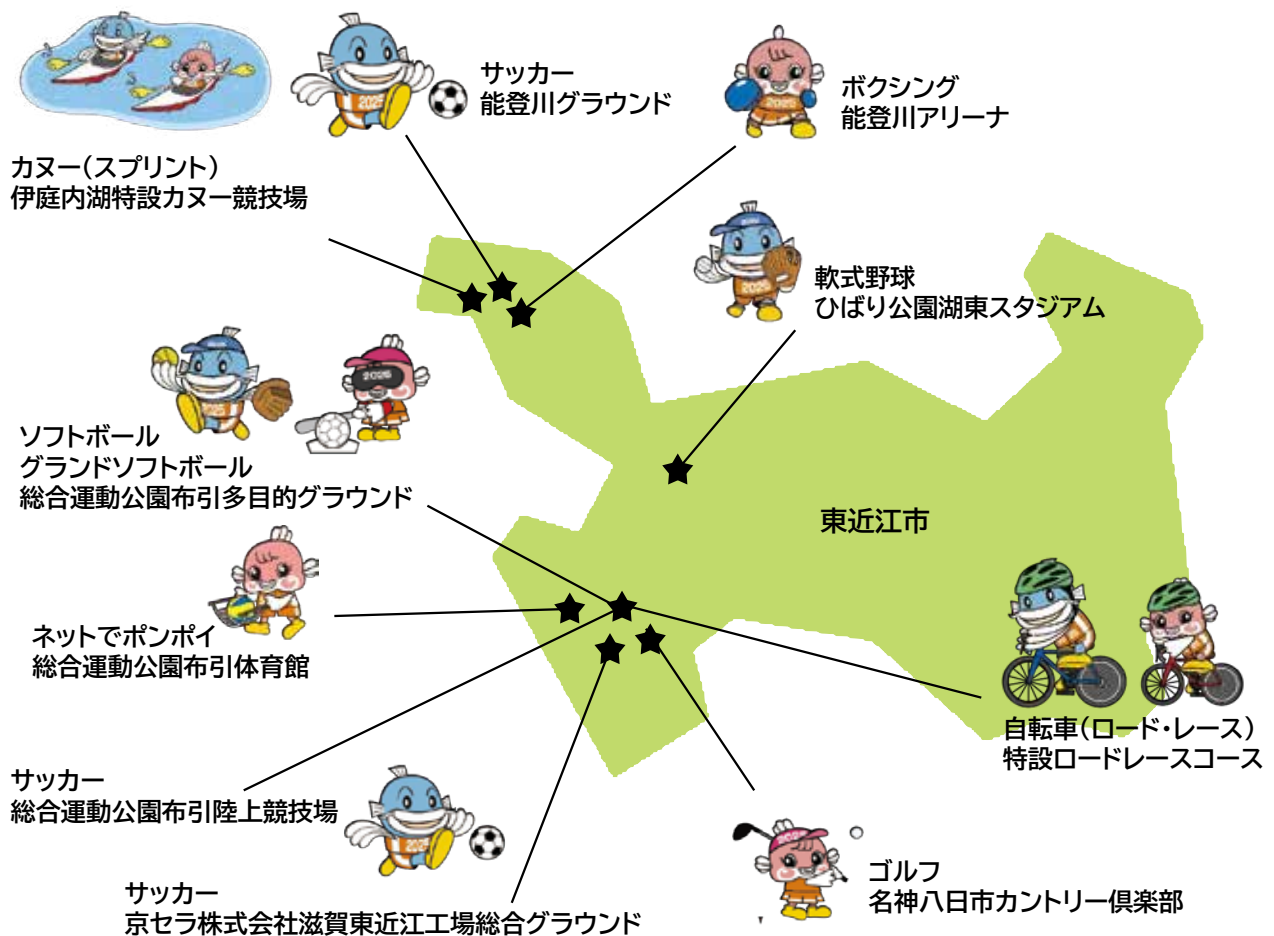 カヌー(スプリント)
伊庭内湖特設カヌー競技場
サッカー
能登川グラウンド
ボクシング
能登川アリーナ
軟式野球
ひばり公園湖東スタジアム
ソフトボール
グランドソフトボール
総合運動公園布引多目的グラウンド
東近江市
ネットでポンポイ
総合運動公園布引体育館
自転車(ロード・レース)
特設ロードレースコース
サッカー
総合運動公園布引陸上競技場
サッカー
京セラ株式会社滋賀東近江工場総合グラウンド
ゴルフ
名神八日市カントリー倶楽部
2025
2025
2025
2025
2025